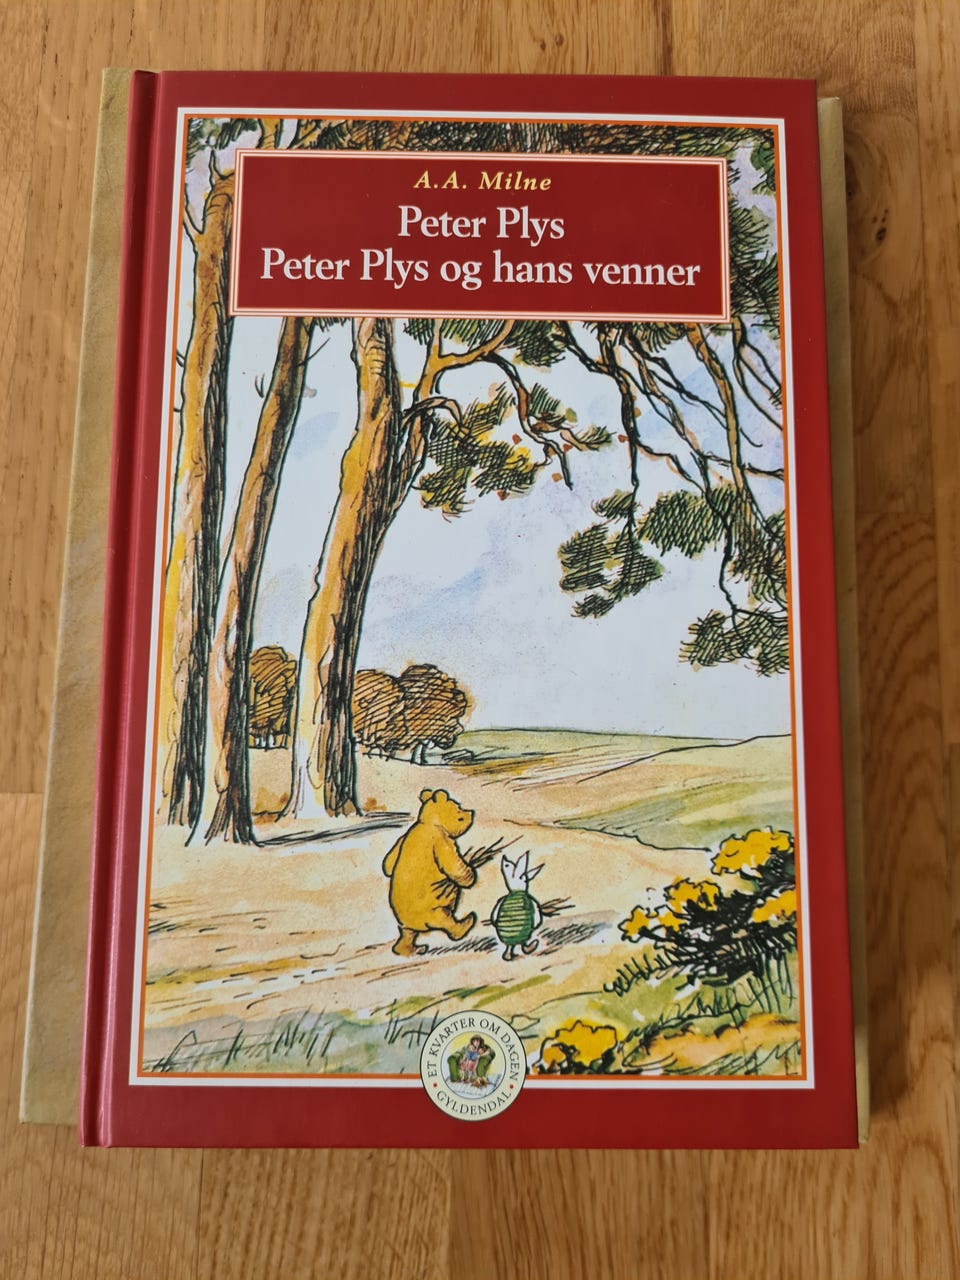 A.A. Milne
Peter Plys
Peter Plys og hans venner
ET KVARTER OM DAGEN
GYLDENDAL